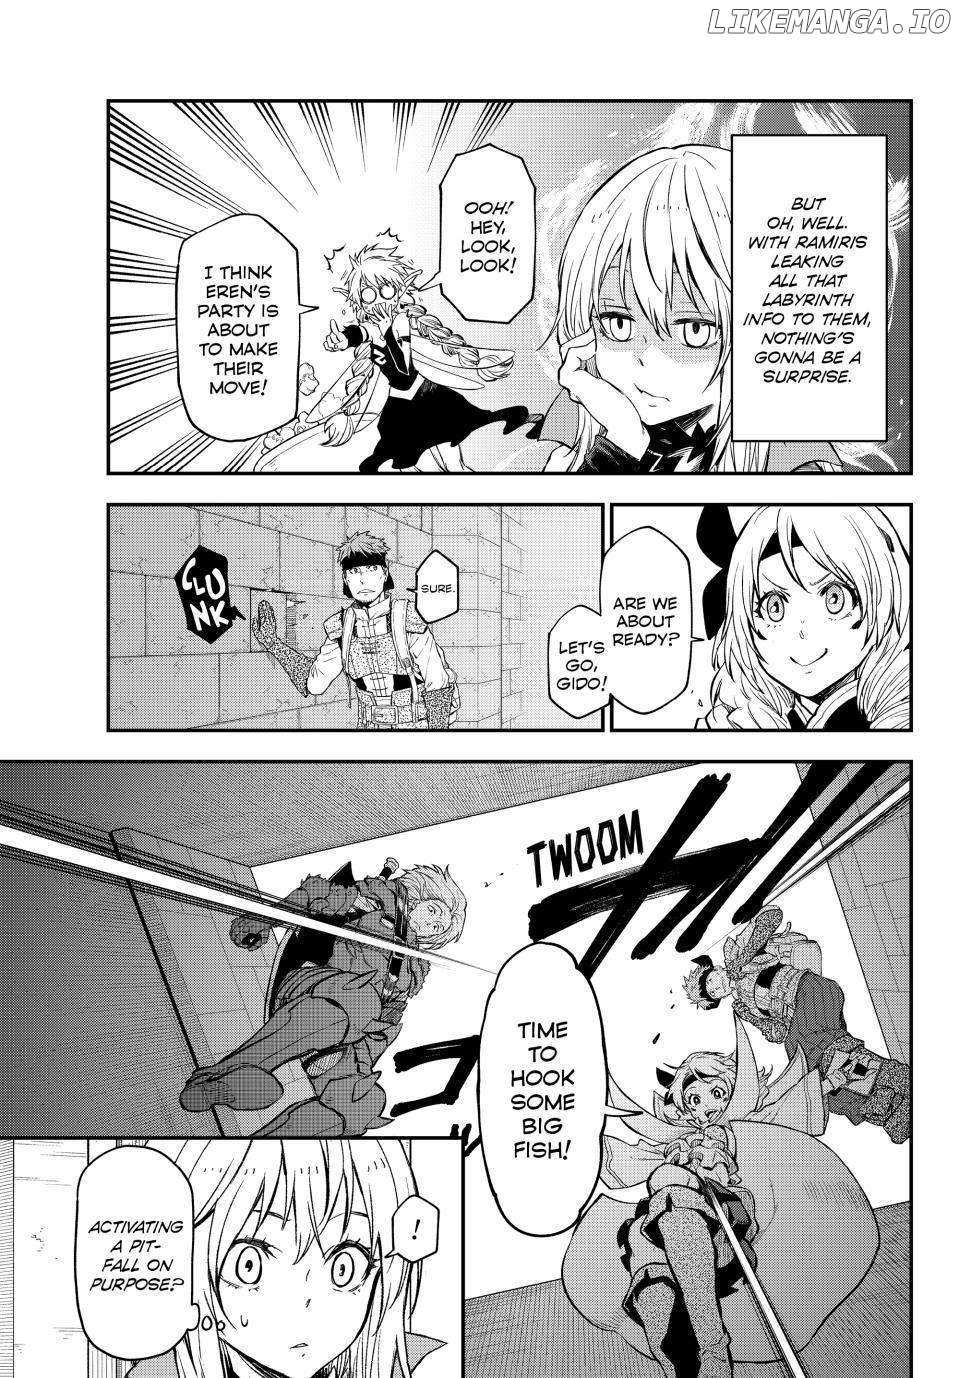 LIKEMANGA.IO
BUT
OH, WELL.
WITH RAMIRIS
LEAKING
ALL THAT
LABYRINTH
INFO TO THEM,
NOTHING'S
GONNA BE A
SURPRISE.
OOH!
HEY,
LOOK,
LOOK!
I THINK
EREN'S
PARTY IS
ABOUT
TO MAKE
THEIR
MOVE!
ARE WE
ABOUT
READY?
LET'S
GO,
GIDO!
SURE.
CLUNK
TWOOM
ガゴ
TIME
TO
HOOK
SOME
BIG
FISH!
!
ACTIVATING
A PIT-
FALL ON
PURPOSE?